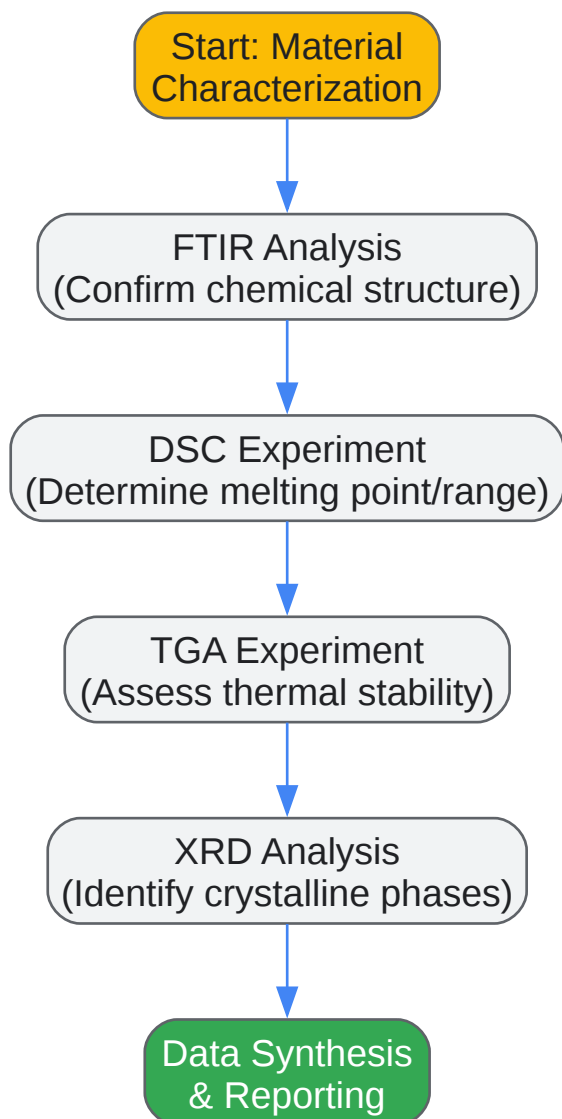 Start: Material
Characterization
FTIR Analysis
(Confirm chemical structure)
DSC Experiment
(Determine melting point/range)
TGA Experiment
(Assess thermal stability)
XRD Analysis
(Identify crystalline phases)
Data Synthesis
& Reporting